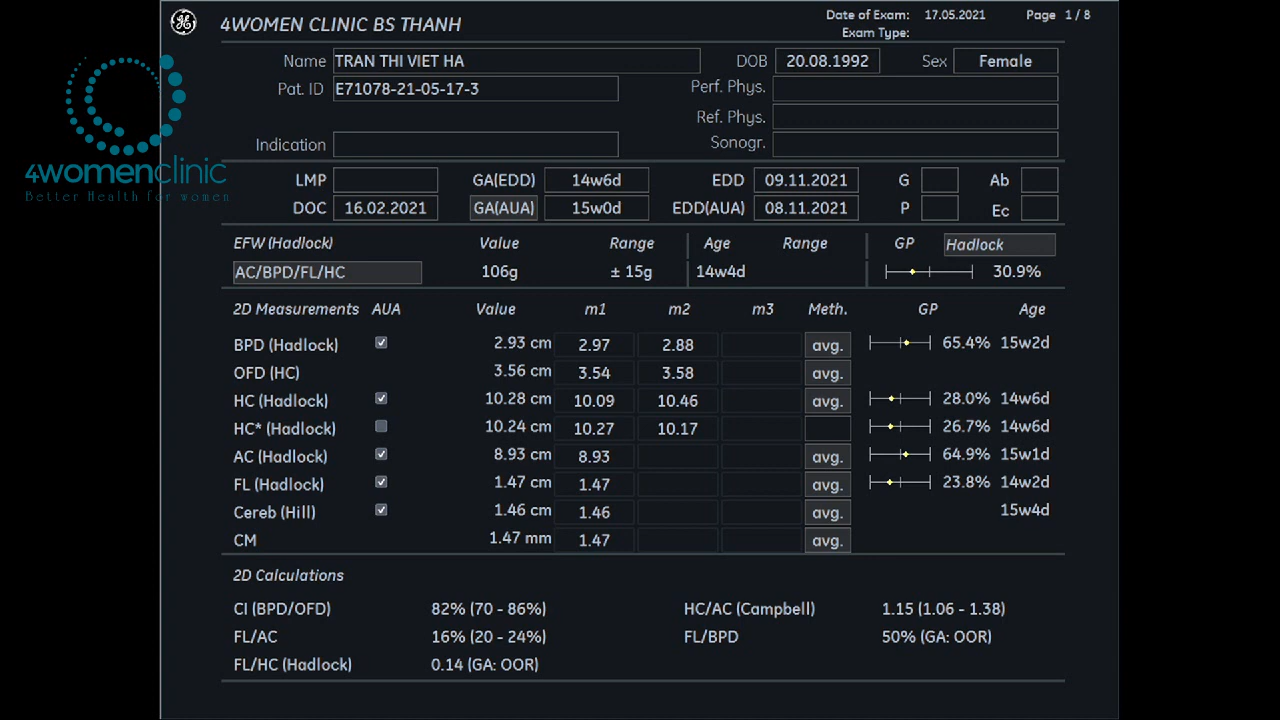 4WOMEN CLINIC BS THANH
Date of Exam: 17.05.2021 Page 1 / 8
Exam Type:
Name TRAN THI VIET HA DOB 20.08.1992 Sex Female
Pat. ID E71078-21-05-17-3 Perf. Phys.
Ref. Phys.
Indication Sonogr.
4womenclinic
Better Health for women
LMP GA(EDD) 14w6d EDD 09.11.2021 G Ab
DOC 16.02.2021 GA(AUA) 15w0d EDD(AUA) 08.11.2021 P Ec
EFW (Hadlock) Value Range Age Range GP Hadlock
AC/BPD/FL/HC 106g ± 15g 14w4d 30.9%
2D Measurements AUA Value m1 m2 m3 Meth. GP Age
BPD (Hadlock) 2.93 cm 2.97 2.88 avg. 65.4% 15w2d
OFD (HC) 3.56 cm 3.54 3.58 avg.
HC (Hadlock) 10.28 cm 10.09 10.46 avg. 28.0% 14w6d
HC* (Hadlock) 10.24 cm 10.27 10.17 26.7% 14w6d
AC (Hadlock) 8.93 cm 8.93 avg. 64.9% 15w1d
FL (Hadlock) 1.47 cm 1.47 avg. 23.8% 14w2d
Cereb (Hill) 1.46 cm 1.46 avg. 15w4d
CM 1.47 mm 1.47 avg.
2D Calculations
CI (BPD/OFD) 82% (70 - 86%) HC/AC (Campbell) 1.15 (1.06 - 1.38)
FL/AC 16% (20 - 24%) FL/BPD 50% (GA: OOR)
FL/HC (Hadlock) 0.14 (GA: OOR)